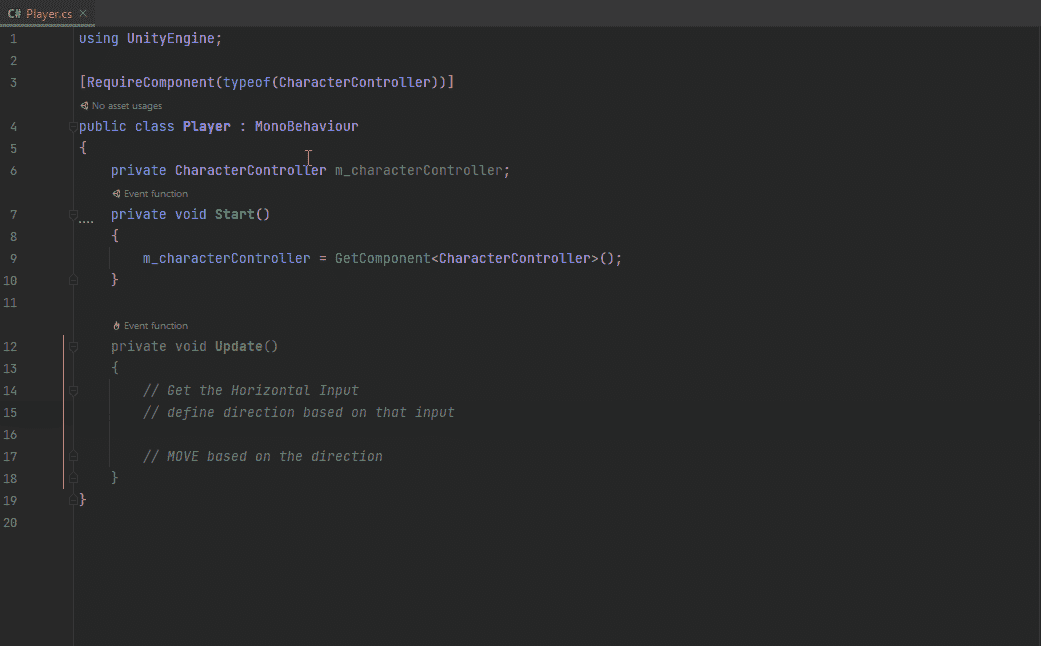 C# Player.cs ×
1 using UnityEngine;
2
3 [RequireComponent(typeof(CharacterController))]
No asset usages
4 public class Player : MonoBehaviour
5 {
6 private CharacterController m_characterController;
Event function
7 private void Start()
8 {
9 m_characterController = GetComponent<CharacterController>();
10 }
11
Event function
12 private void Update()
13 {
14 // Get the Horizontal Input
15 // define direction based on that input
16
17 // MOVE based on the direction
18 }
19 }
20